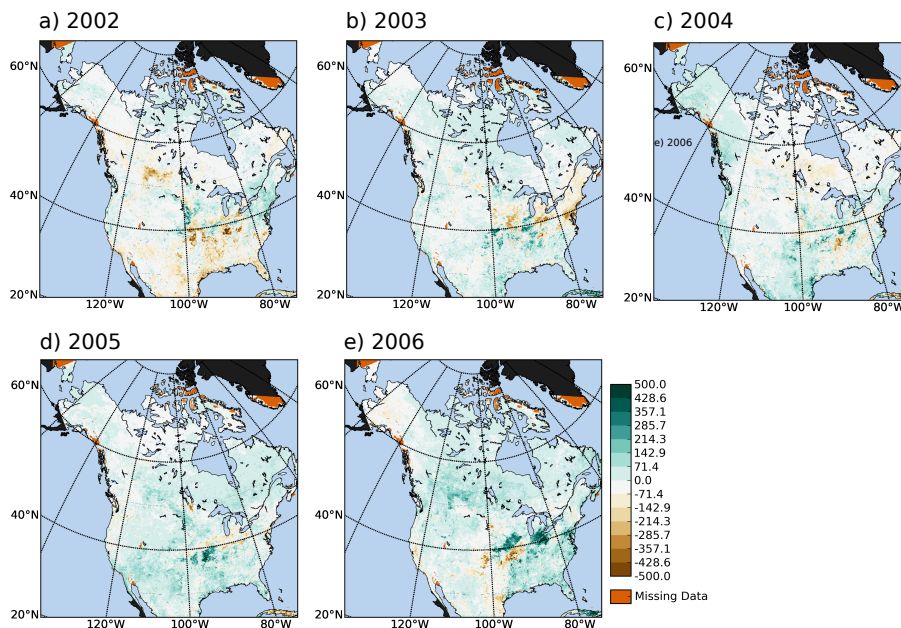 a) 2002
b) 2003
c) 2004
60°N
40°N
20°N
120°W
100°W
80°W
60°N
40°N
20°N
120°W
100°W
80°W
60°N
e) 2006
40°N
20°N
120°W
100°W
80°W
d) 2005
e) 2006
60°N
40°N
20°N
120°W
100°W
80°W
60°N
40°N
20°N
120°W
100°W
80°W
500.0
428.6
357.1
285.7
214.3
142.9
71.4
0.0
-71.4
-142.9
-214.3
-285.7
-357.1
-428.6
-500.0
Missing Data